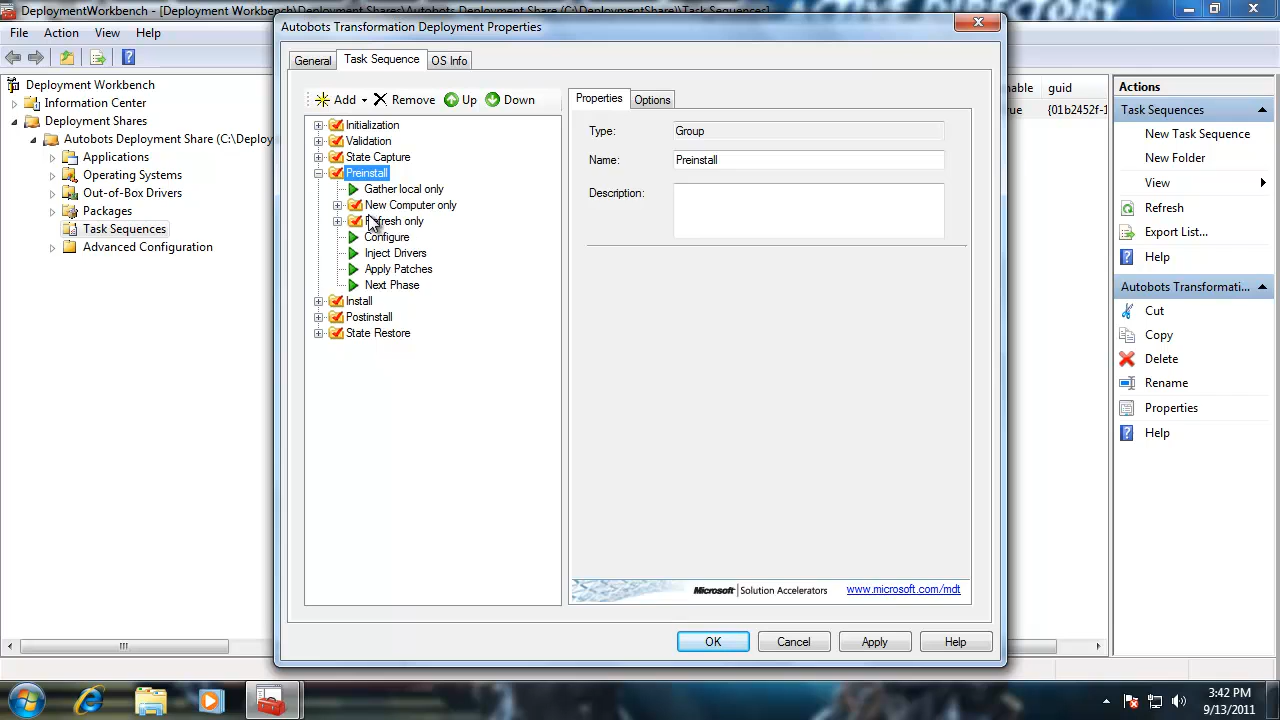 DeploymentWorkbench - [Deployment Workbench\Deployment Shares\Autobots Deployment Share (C:\DeploymentShare)\Task Sequences]
ACTIVE DIRECTORY
File Action View Help
Deployment Workbench
Information Center
Deployment Shares
Autobots Deployment Share (C:\Deploy
Applications
Operating Systems
Out-of-Box Drivers
Packages
Task Sequences
Advanced Configuration
Autobots Transformation Deployment Properties
General Task Sequence OS Info
Add Remove Up Down
Initialization
Validation
State Capture
Preinstall
Gather local only
New Computer only
Refresh only
Configure
Inject Drivers
Apply Patches
Next Phase
Install
Postinstall
State Restore
Properties Options
Type: Group
Name: Preinstall
Description:
Microsoft Solution Accelerators www.microsoft.com/mdt
OK Cancel Apply Help
nable guid
rue {01b2452f-1
Actions
Task Sequences
New Task Sequence
New Folder
View
Refresh
Export List...
Help
Autobots Transformati...
Cut
Copy
Delete
Rename
Properties
Help
3:42 PM
9/13/2011